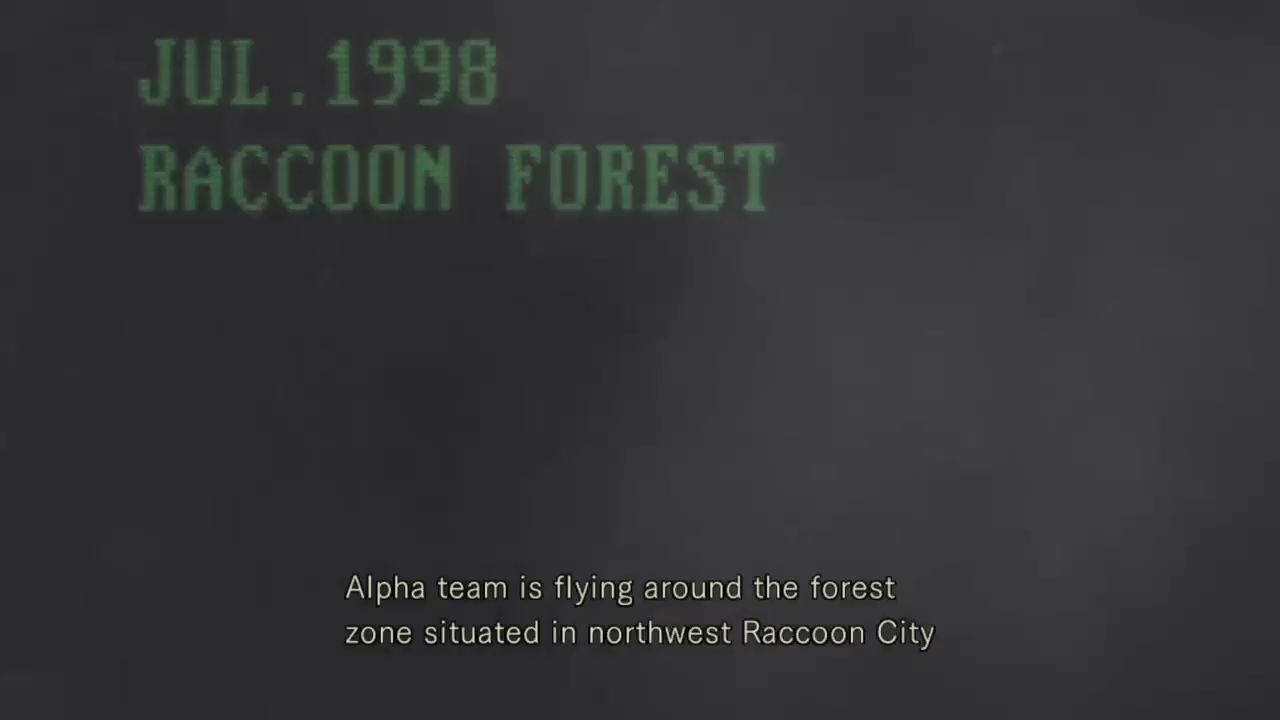 JUL.1998
RACCOON FOREST
Alpha team is flying around the forest
zone situated in northwest Raccoon City